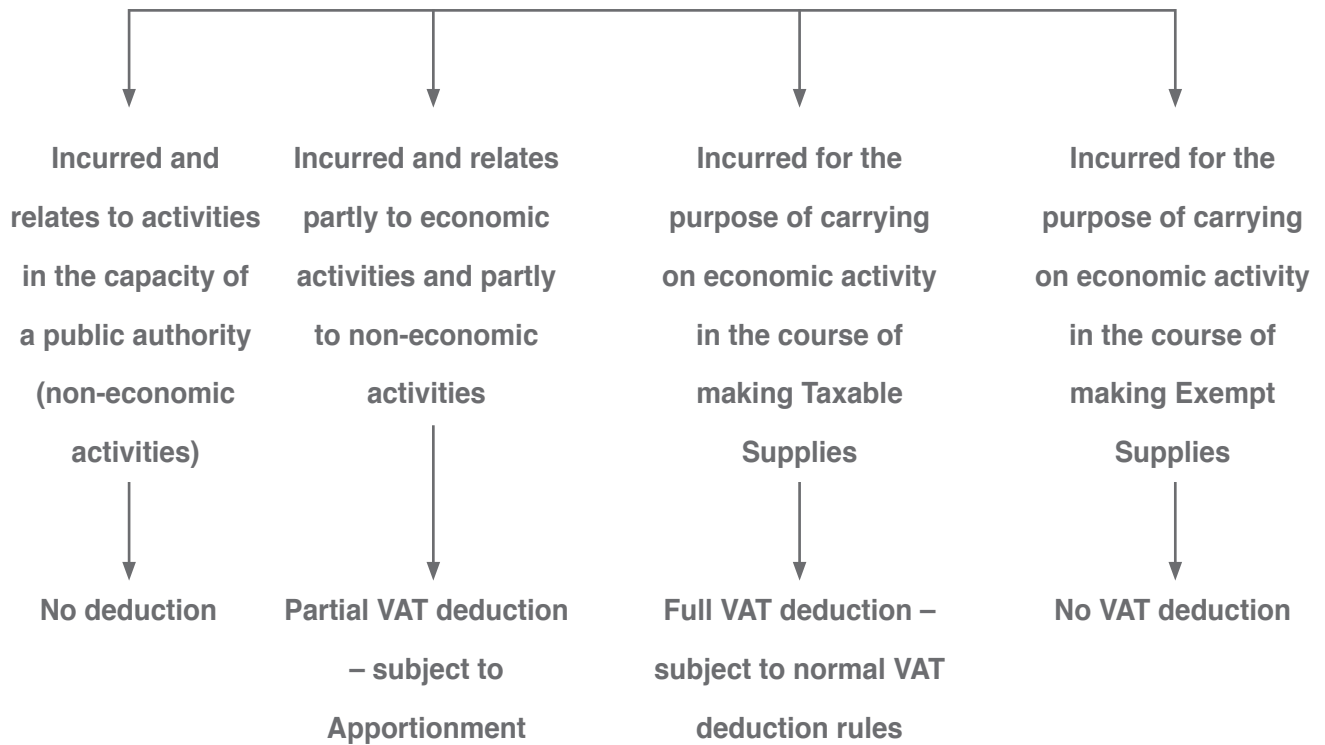 Incurred and
relates to activities
in the capacity of
a public authority
(non-economic
activities)
No deduction
Incurred and relates
partly to economic
activities and partly
to non-economic
activities
Partial VAT deduction
– subject to
Apportionment
Incurred for the
purpose of carrying
on economic activity
in the course of
making Taxable
Supplies
Full VAT deduction –
subject to normal VAT
deduction rules
Incurred for the
purpose of carrying
on economic activity
in the course of
making Exempt
Supplies
No VAT deduction